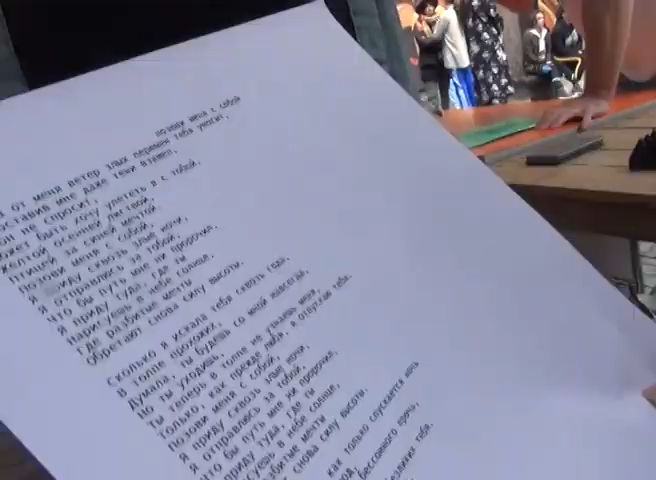 позови меня с собой
от меня ветер злых перемен тебя уносит,
оставив мне даже тени взамен,
он не спросит,
может быть хочу улететь я с тобой,
желтой осенней листвой,
птицей за синей мечтой
Позови меня с собой,
Я приду сквозь злые ночи,
я отправлюсь за тобой,
что бы путь мне ни пророчил.
я приду туда, где ты
нарисуешь в небе солнце,
где разбитые мечты
Обретают снова силу высоты.
Сколько я искала тебя сквозь года,
в толпе прохожих,
Думала, ты будешь со мной навсегда,
но ты уходишь,
ты теперь в толпе не узнаешь меня,
только, как прежде любя, я отпускаю тебя.
позови меня с собой,
я приду сквозь злые ночи,
я отправлюсь за тобой,
что бы путь мне ни пророчил.
приду туда, где ты
в небе солнце,
мечты
снова силу высоты.
как только спускается ночь